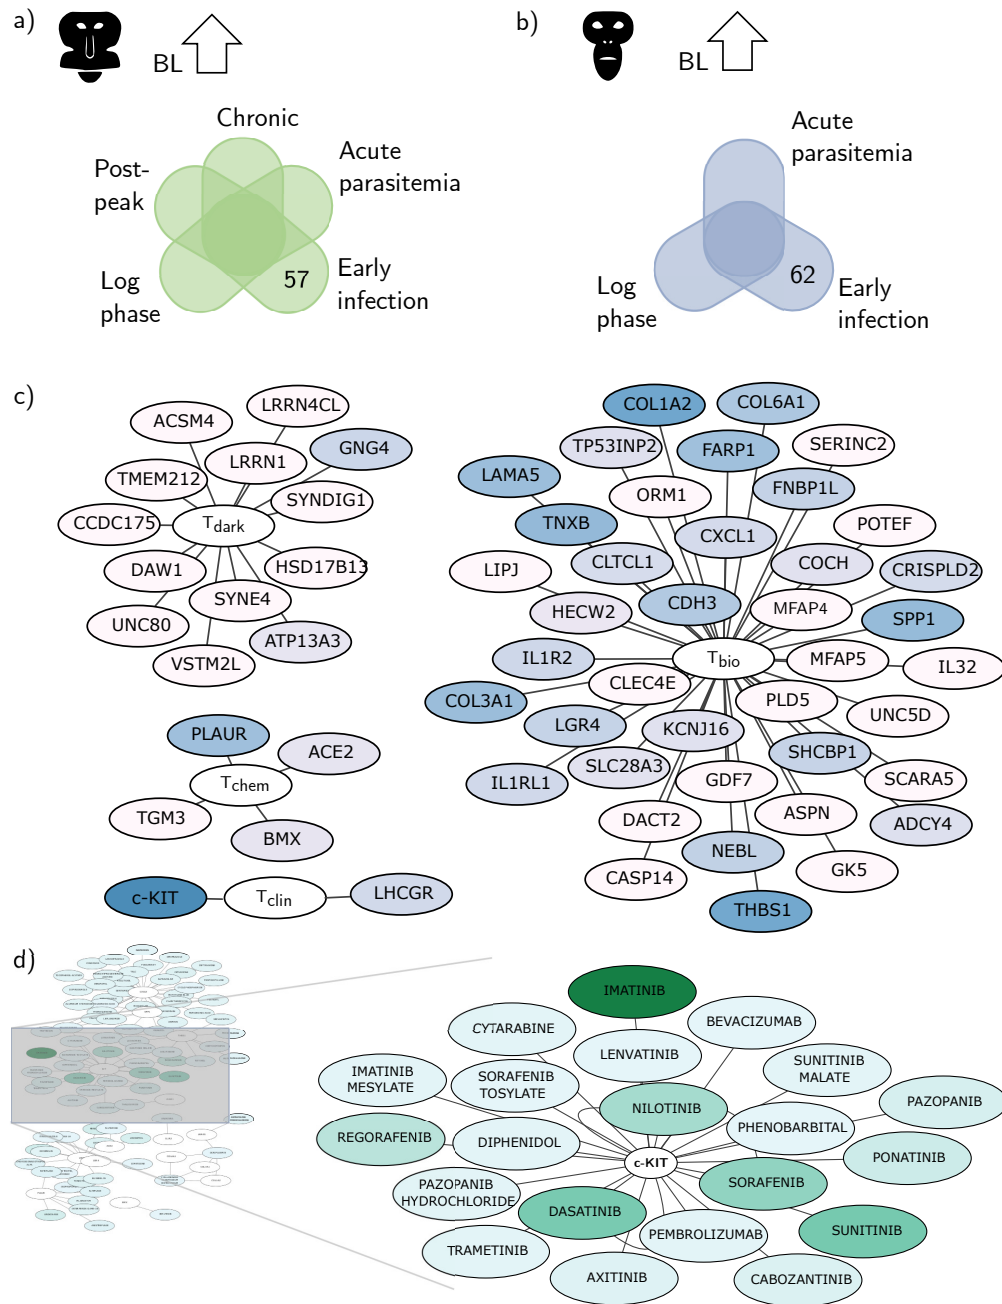 a)
BL
Chronic
Post-
peak
Acute
parasitemia
Log
phase
57
Early
infection
b)
BL
Acute
parasitemia
Log
phase
62
Early
infection
c)
ACSM4
LRRN4CL
GNG4
TMEM212
LRRN1
SYNDIG1
CCDC175
Tdark
DAW1
HSD17B13
SYNE4
UNC80
ATP13A3
VSTM2L
PLAUR
ACE2
Tchem
TGM3
BMX
c-KIT
Tclin
LHCGR
COL1A2
COL6A1
TP53INP2
FARP1
SERINC2
LAMA5
ORM1
FNBP1L
TNXB
CXCL1
POTEF
LIPJ
CLTCL1
COCH
CRISPLD2
HECW2
CDH3
MFAP4
SPP1
IL1R2
Tbio
MFAP5
IL32
CLEC4E
COL3A1
PLD5
UNC5D
LGR4
KCNJ16
SHCBP1
IL1RL1
SLC28A3
GDF7
SCARA5
DACT2
ASPN
ADCY4
NEBL
CASP14
GK5
THBS1
d)
IMATINIB
CYTARABINE
BEVACIZUMAB
LENVATINIB
IMATINIB
MESYLATE
SORAFENIB
TOSYLATE
SUNITINIB
MALATE
NILOTINIB
PAZOPANIB
REGORAFENIB
DIPHENIDOL
PHENOBARBITAL
c-KIT
PONATINIB
PAZOPANIB
HYDROCHLORIDE
SORAFENIB
DASATINIB
PEMBROLIZUMAB
SUNITINIB
TRAMETINIB
AXITINIB
CABOZANTINIB